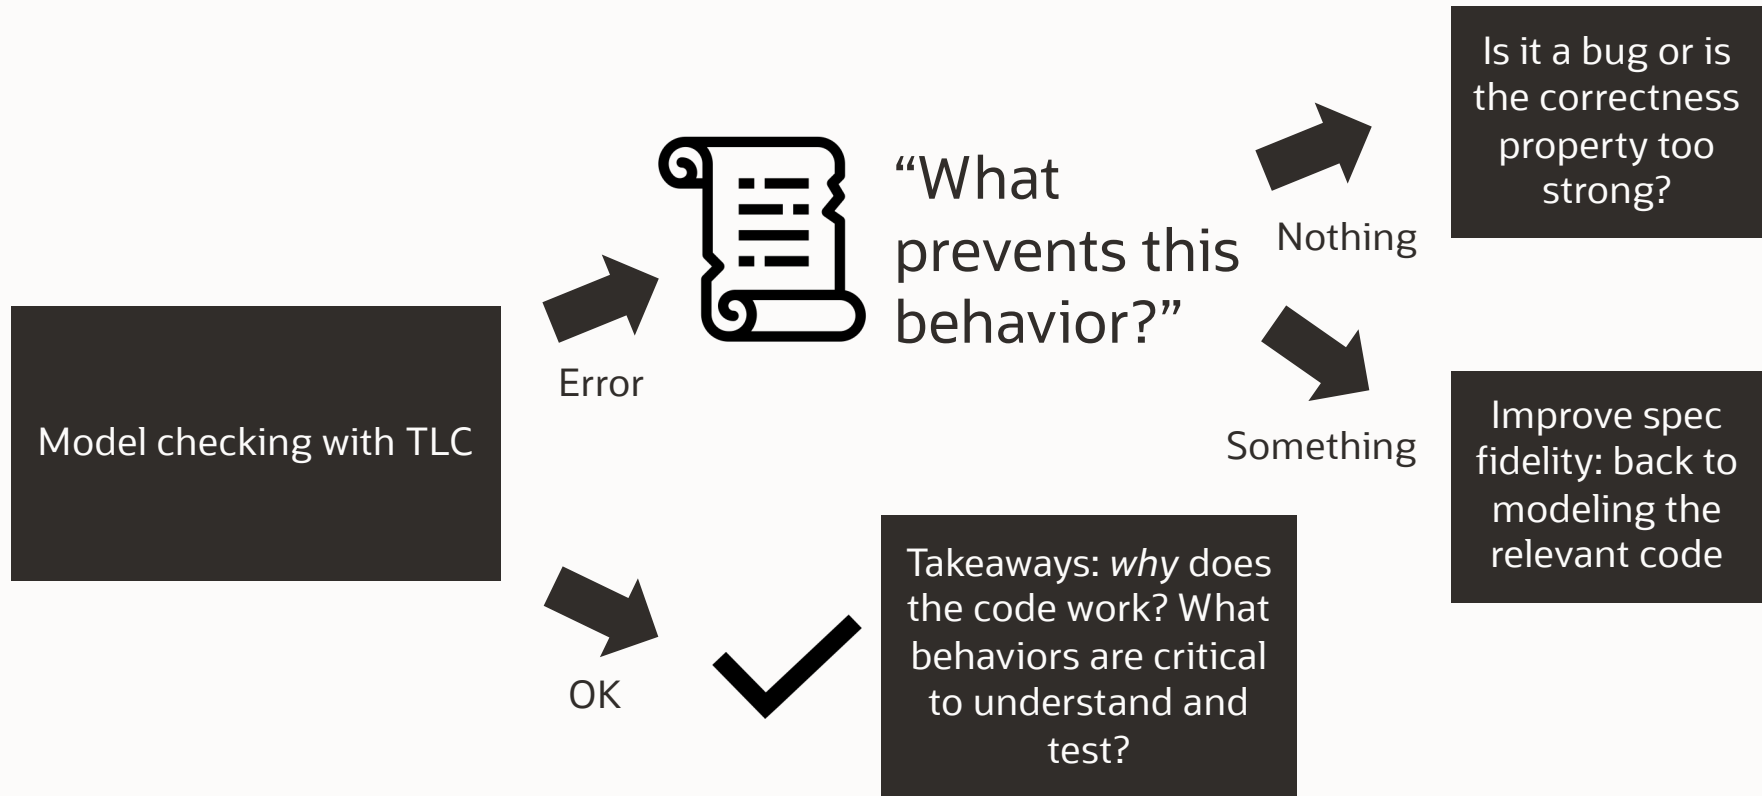 Model checking with TLC
Error
OK
“What
prevents this
behavior?”
Nothing
Something
Is it a bug or is
the correctness
property too
strong?
Improve spec
fidelity: back to
modeling the
relevant code
Takeaways: why does
the code work? What
behaviors are critical
to understand and
test?